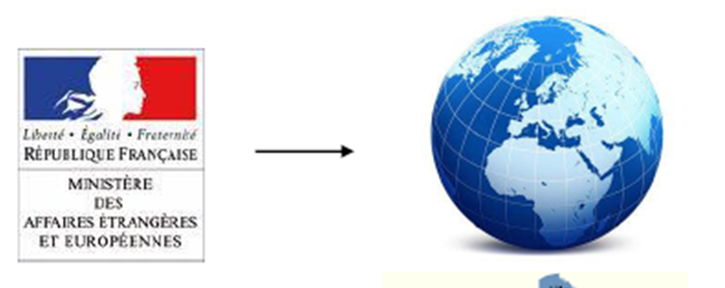 Liberté • Égalité • Fraternité
RÉPUBLIQUE FRANÇAISE
MINISTÈRE
DES
AFFAIRES ÉTRANGÈRES
ET EUROPÉENNES